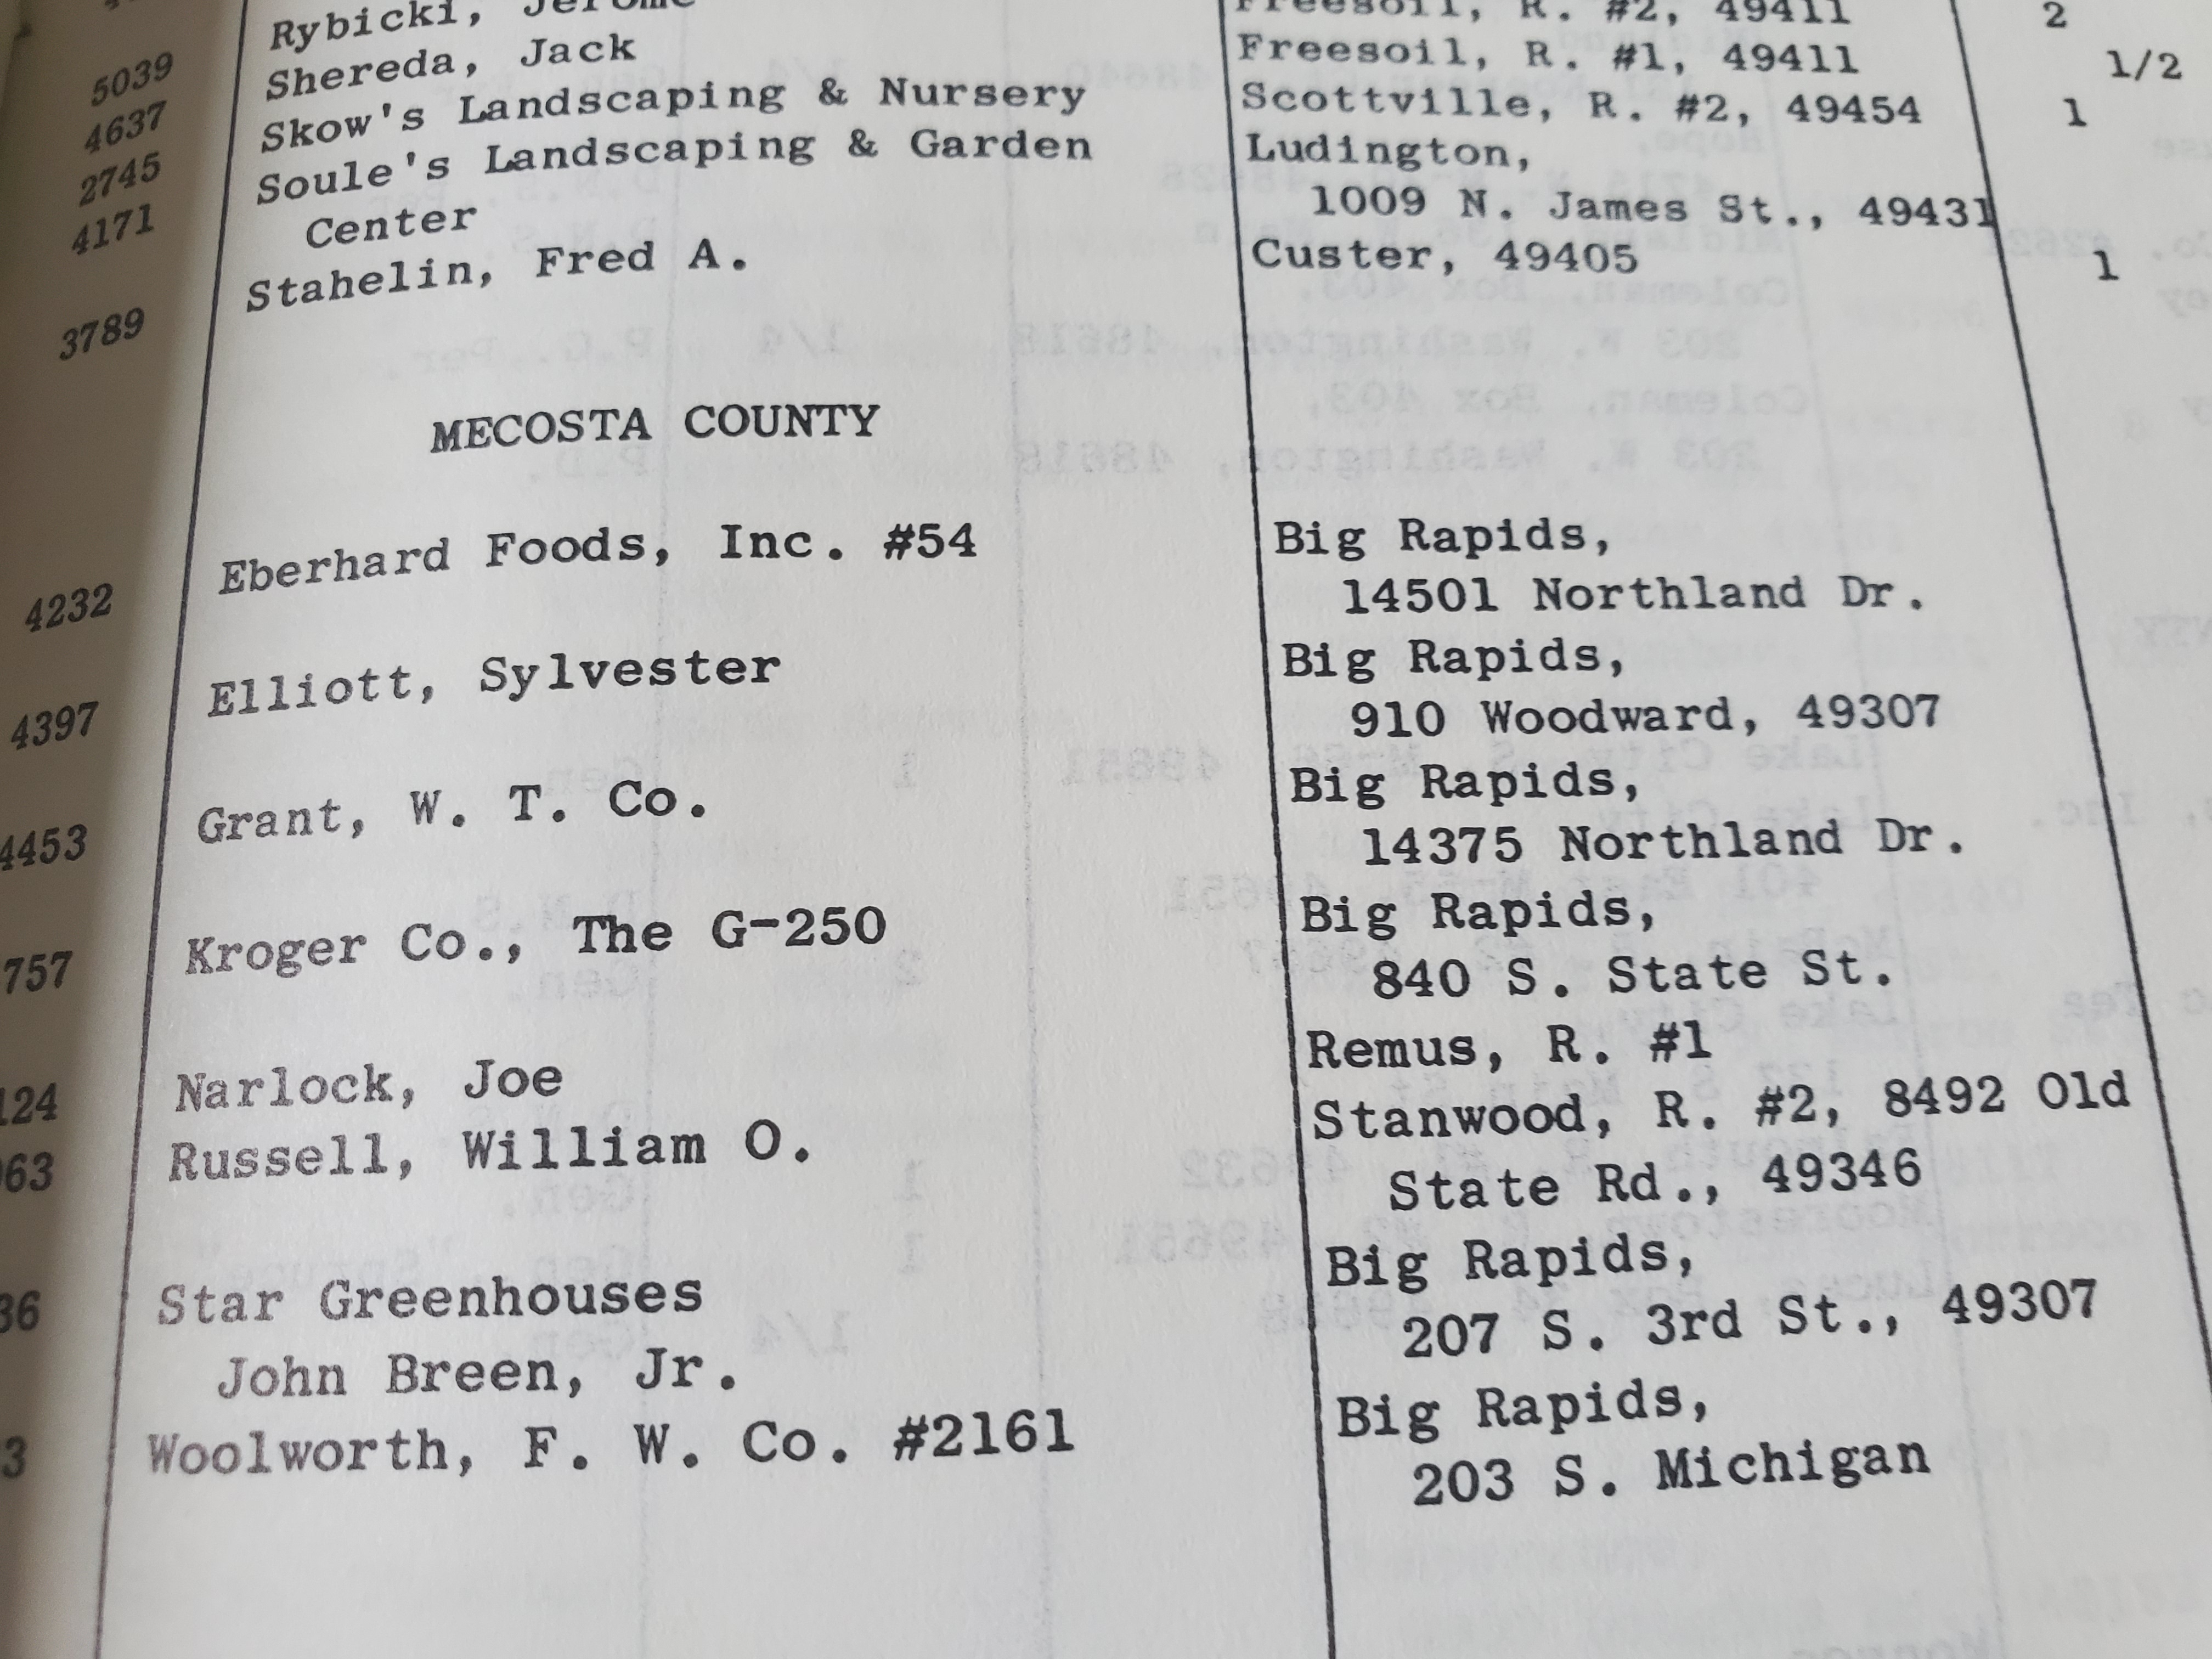 5039 Rybicki, Jerome Freesoil, R. #2, 49411 2
4637 Shereda, Jack Freesoil, R. #1, 49411 1/2
2745 Skow's Landscaping & Nursery Scottville, R. #2, 49454 1
4171 Soule's Landscaping & Garden Ludington,
Center 1009 N. James St., 49431
3789 Stahelin, Fred A. Custer, 49405 1
MECOSTA COUNTY
4232 Eberhard Foods, Inc. #54 Big Rapids,
14501 Northland Dr.
4397 Elliott, Sylvester Big Rapids,
910 Woodward, 49307
4453 Grant, W. T. Co. Big Rapids,
14375 Northland Dr.
757 Kroger Co., The G-250 Big Rapids,
840 S. State St.
124 Narlock, Joe Remus, R. #1
63 Russell, William O. Stanwood, R. #2, 8492 Old
State Rd., 49346
36 Star Greenhouses Big Rapids,
John Breen, Jr. 207 S. 3rd St., 49307
3 Woolworth, F. W. Co. #2161 Big Rapids,
203 S. Michigan